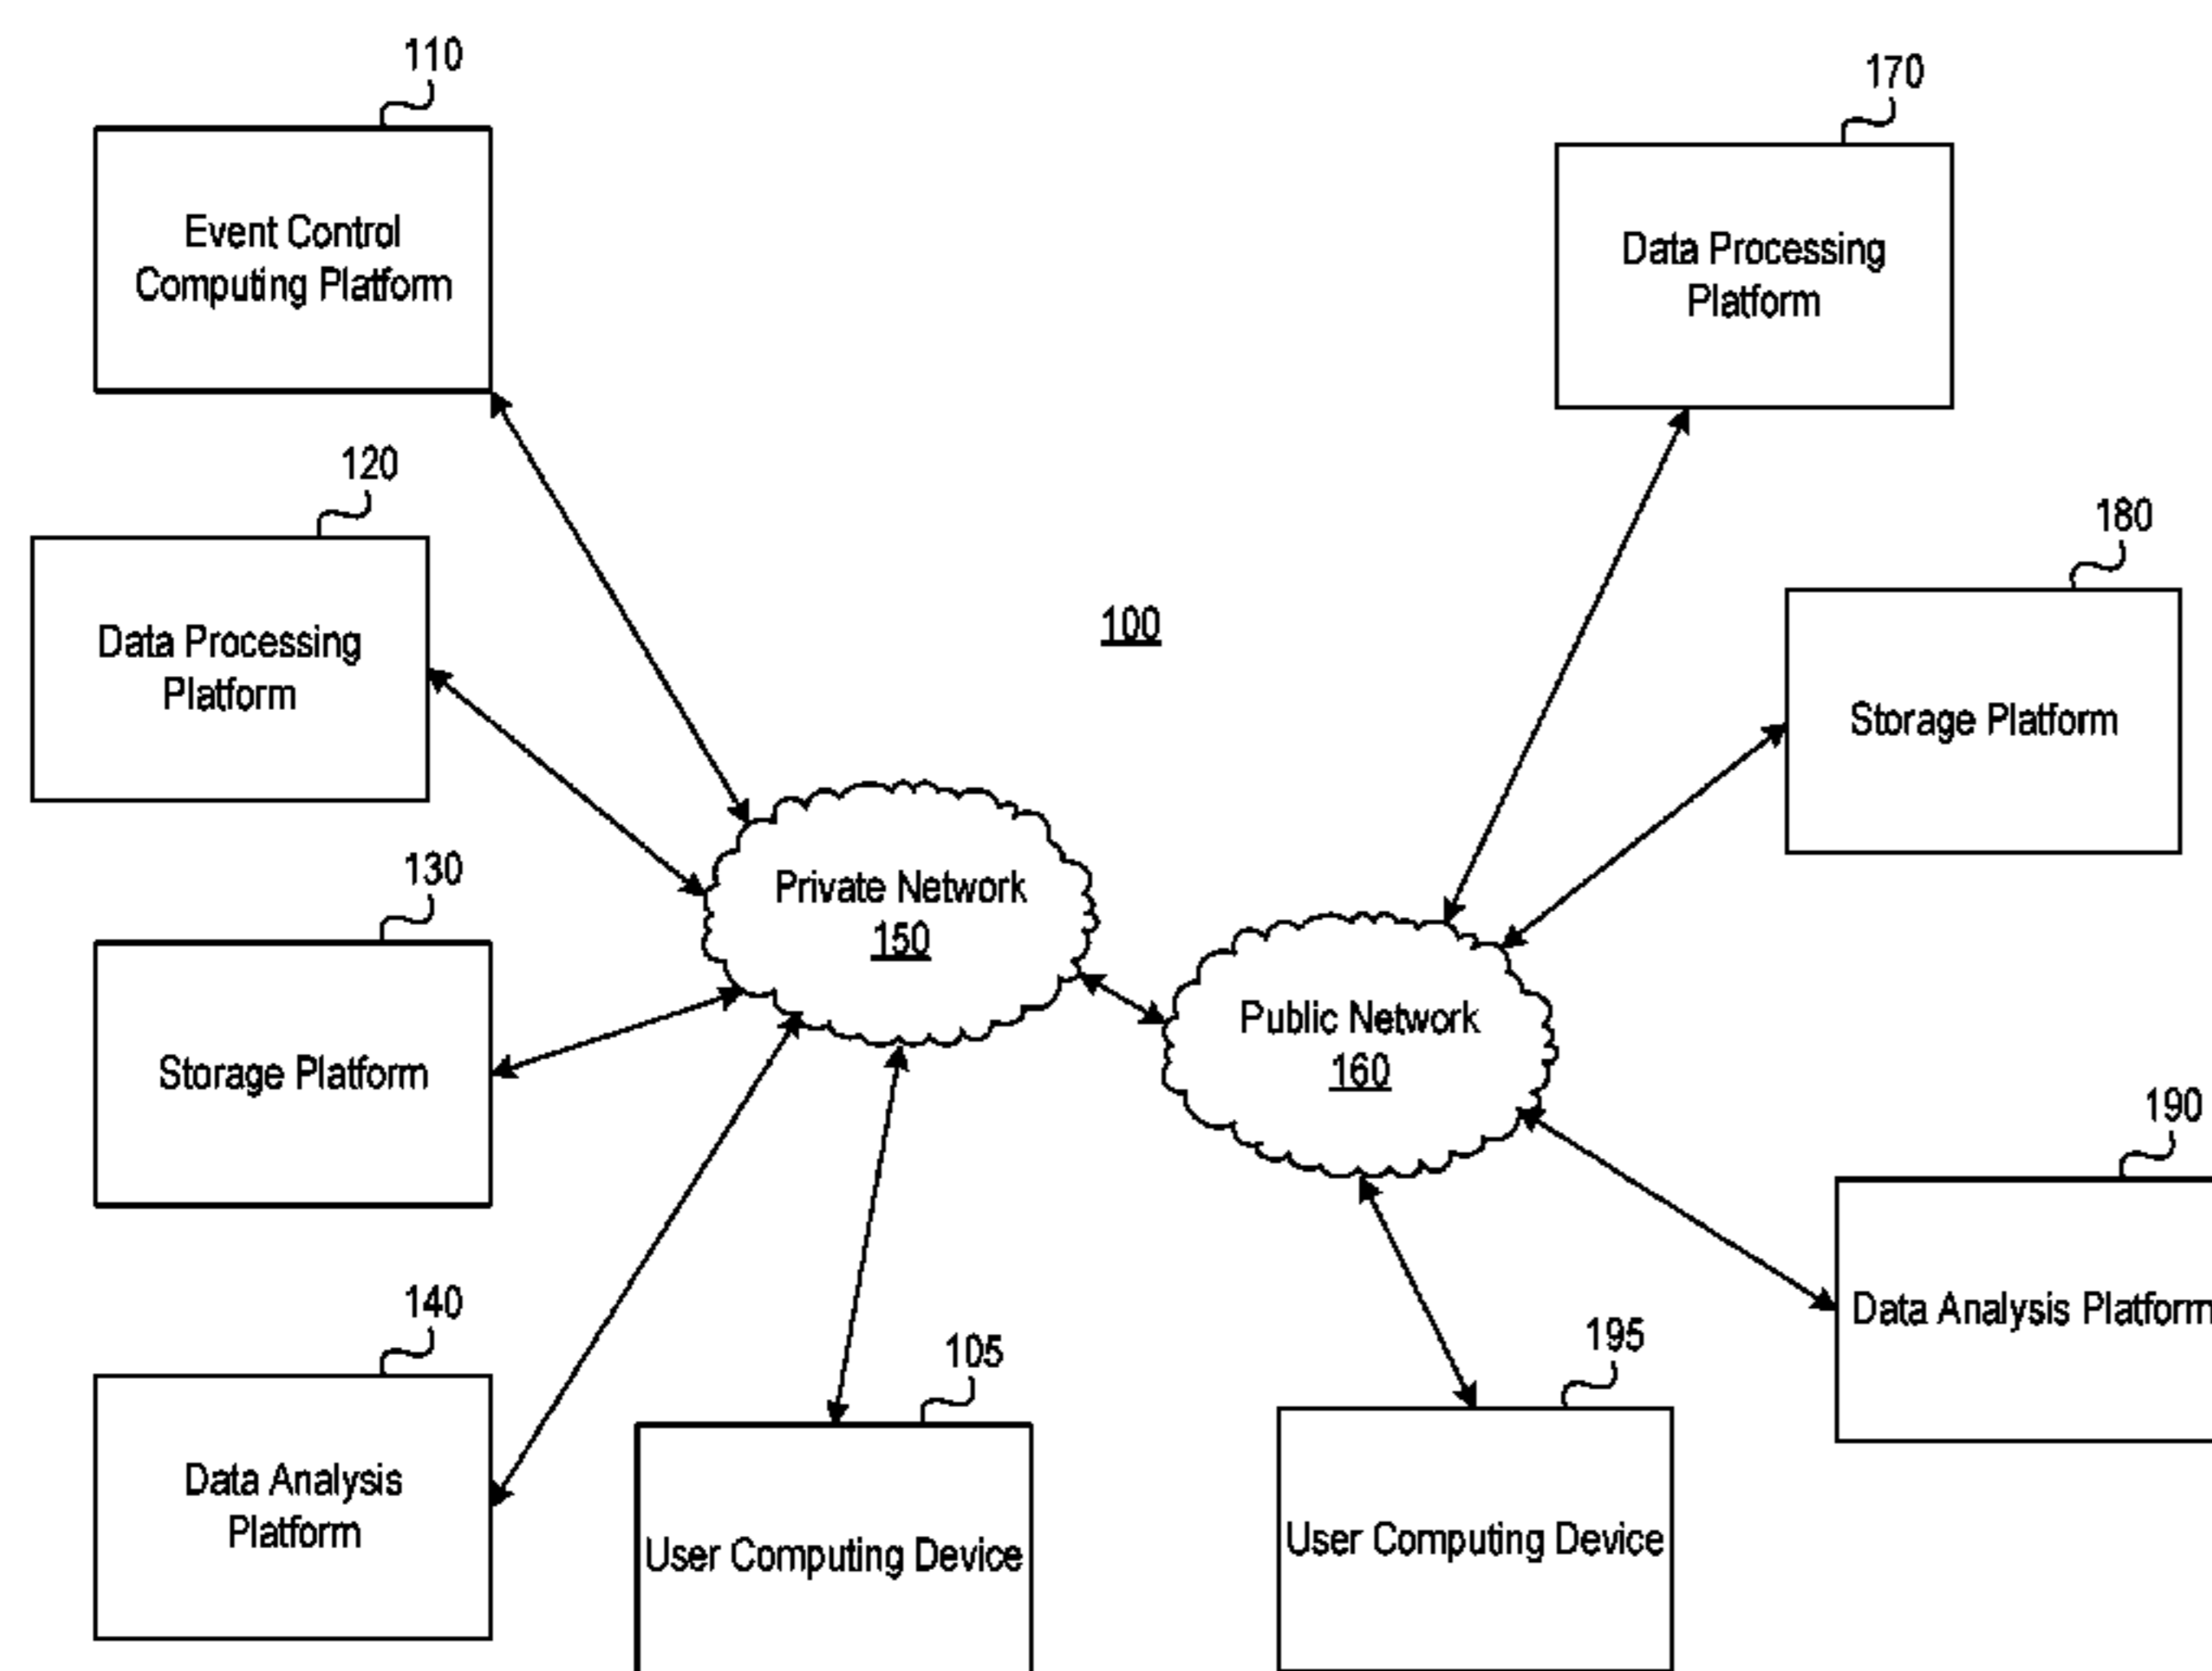 110
Event Control
Computing Platform
170
Data Processing
Platform
120
Data Processing
Platform
180
Storage Platform
100
130
Storage Platform
Private Network
150
Public Network
160
190
Data Analysis Platform
140
Data Analysis
Platform
105
User Computing Device
195
User Computing Device